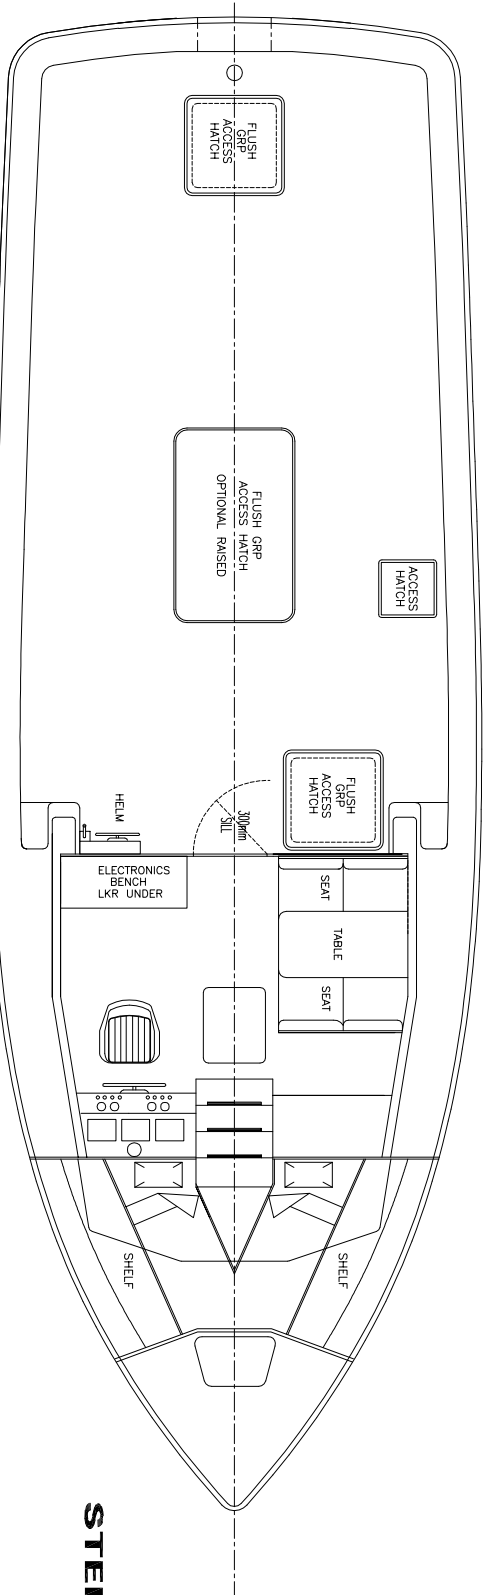 FLUSH
GRP
ACCESS
HATCH
FLUSH GRP
ACCESS HATCH
OPTIONAL RAISED
ACCESS
HATCH
FLUSH
GRP
ACCESS
HATCH
HELM
300mm
SILL
ELECTRONICS
BENCH
LKR UNDER
SEAT
TABLE
SEAT
SHELF
SHELF